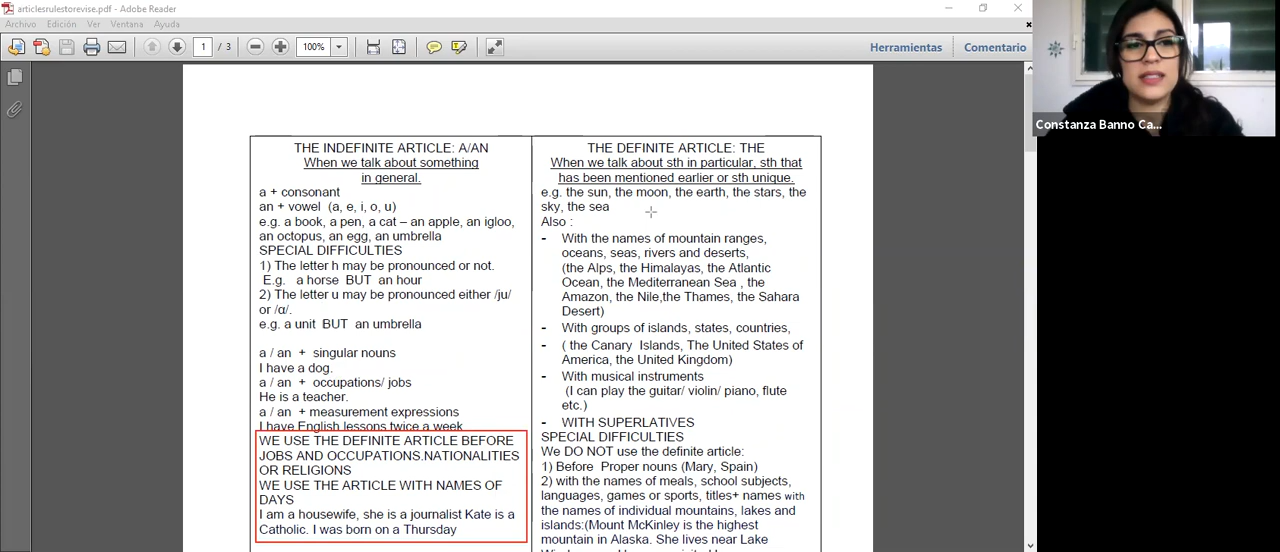 articlesrulestorevise.pdf - Adobe Reader
Archivo Edición Ver Ventana Ayuda
1 / 3 100% Herramientas Comentario
Constanza Banno Ca...
THE INDEFINITE ARTICLE: A/AN
When we talk about something
in general.
a + consonant
an + vowel (a, e, i, o, u)
e.g. a book, a pen, a cat – an apple, an igloo,
an octopus, an egg, an umbrella
SPECIAL DIFFICULTIES
1) The letter h may be pronounced or not.
E.g. a horse BUT an hour
2) The letter u may be pronounced either /ju/
or /α/.
e.g. a unit BUT an umbrella
a / an + singular nouns
I have a dog.
a / an + occupations/ jobs
He is a teacher.
a / an + measurement expressions
I have English lessons twice a week
WE USE THE DEFINITE ARTICLE BEFORE
JOBS AND OCCUPATIONS.NATIONALITIES
OR RELIGIONS
WE USE THE ARTICLE WITH NAMES OF
DAYS
I am a housewife, she is a journalist Kate is a
Catholic. I was born on a Thursday
THE DEFINITE ARTICLE: THE
When we talk about sth in particular, sth that
has been mentioned earlier or sth unique.
e.g. the sun, the moon, the earth, the stars, the
sky, the sea
Also :
- With the names of mountain ranges,
oceans, seas, rivers and deserts,
(the Alps, the Himalayas, the Atlantic
Ocean, the Mediterranean Sea , the
Amazon, the Nile,the Thames, the Sahara
Desert)
- With groups of islands, states, countries,
- ( the Canary Islands, The United States of
America, the United Kingdom)
- With musical instruments
(I can play the guitar/ violin/ piano, flute
etc.)
- WITH SUPERLATIVES
SPECIAL DIFFICULTIES
We DO NOT use the definite article:
1) Before Proper nouns (Mary, Spain)
2) with the names of meals, school subjects,
languages, games or sports, titles+ names with
the names of individual mountains, lakes and
islands:(Mount McKinley is the highest
mountain in Alaska. She lives near Lake